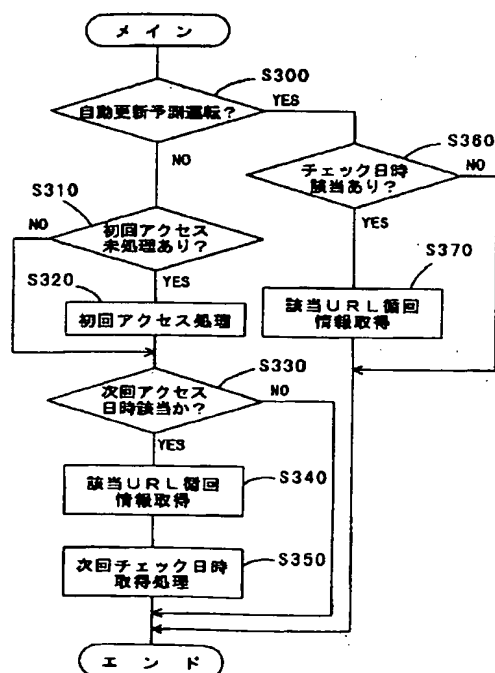 メイン
S300
自動更新予測運転?
YES
NO
S360
チェック日時
該当あり?
NO
YES
S310
NO
初回アクセス
未処理あり?
YES
S320
初回アクセス処理
S370
該当URL循回
情報取得
S330
次回アクセス
日時該当か?
NO
YES
S340
該当URL循回
情報取得
S350
次回チェック日時
取得処理
エンド